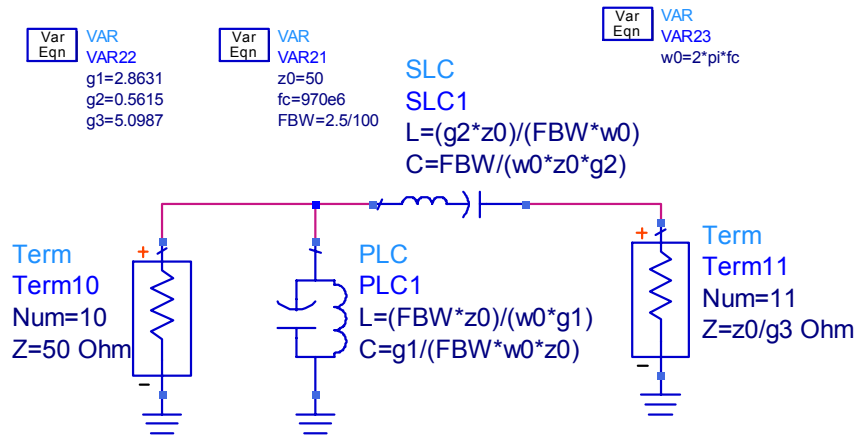 Var
Eqn
VAR
VAR22
g1=2.8631
g2=0.5615
g3=5.0987
Var
Eqn
VAR
VAR21
z0=50
fc=970e6
FBW=2.5/100
Var
Eqn
VAR
VAR23
w0=2*pi*fc
SLC
SLC1
L=(g2*z0)/(FBW*w0)
C=FBW/(w0*z0*g2)
+
Term
Term10
Num=10
Z=50 Ohm
−
PLC
PLC1
L=(FBW*z0)/(w0*g1)
C=g1/(FBW*w0*z0)
+
Term
Term11
Num=11
Z=z0/g3 Ohm
−